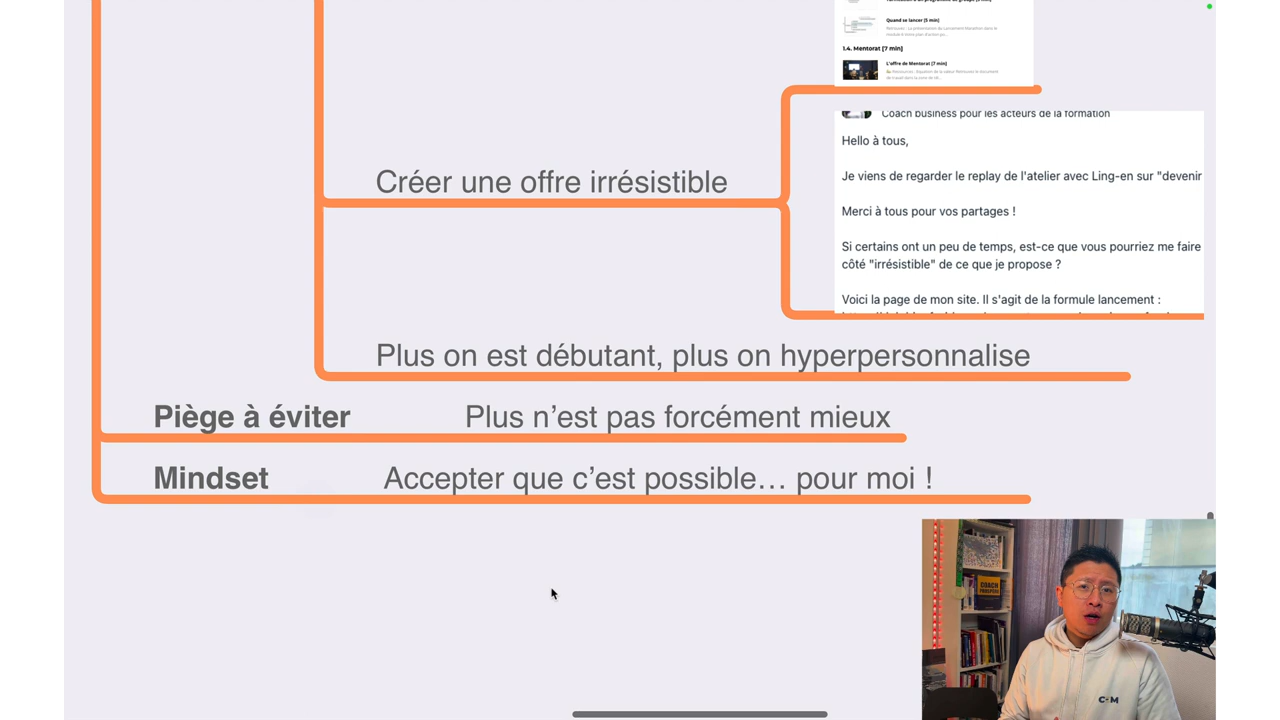 Quand se lancer [5 min]
1.4. Mentorat [7 min]
L'offre de Mentorat [7 min]
Coach business pour les acteurs de la formation
Hello à tous,
Je viens de regarder le replay de l'atelier avec Ling-en sur "devenir
Créer une offre irrésistible
Merci à tous pour vos partages !
Si certains ont un peu de temps, est-ce que vous pourriez me faire
côté "irrésistible" de ce que je propose ?
Voici la page de mon site. Il s'agit de la formule lancement :
Plus on est débutant, plus on hyperpersonnalise
Piège à éviter
Plus n’est pas forcément mieux
Mindset
Accepter que c’est possible… pour moi !
COACH
C M